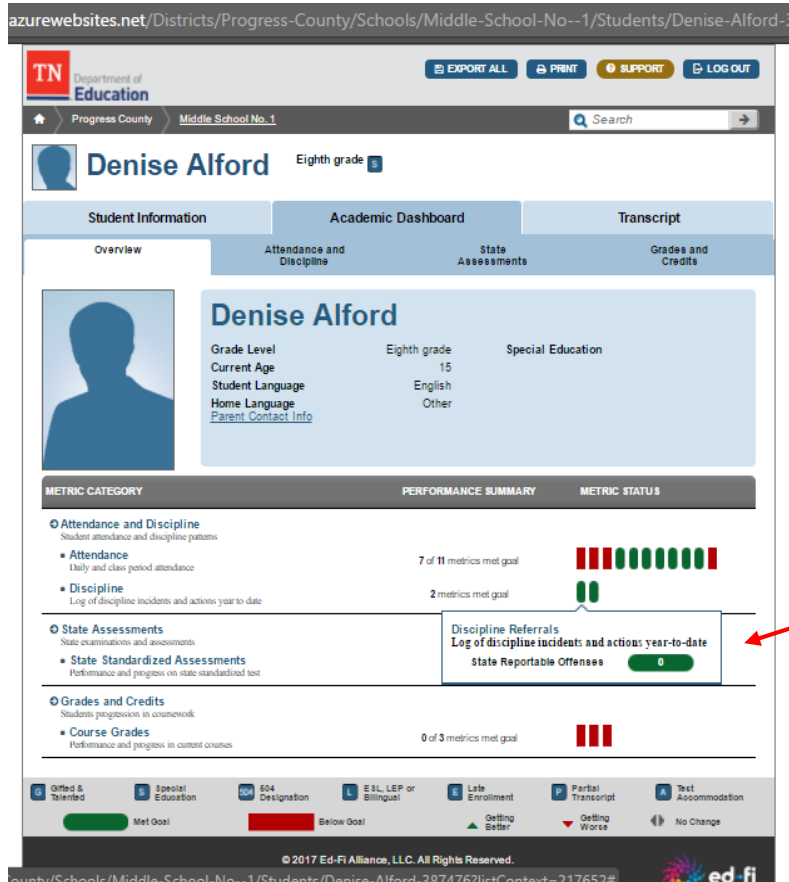 azurewebsites.net/Districts/Progress-County/Schools/Middle-School-No--1/Students/Denise-Alford-
TN Department of
Education
EXPORT ALL PRINT SUPPORT LOG OUT
Progress County Middle School No. 1 Search
Denise Alford Eighth grade S
Student Information Academic Dashboard Transcript
Overview Attendance and State Grades and
Discipline Assessments Credits
Denise Alford
Grade Level Eighth grade Special Education
Current Age 15
Student Language English
Home Language Other
Parent Contact Info
METRIC CATEGORY PERFORMANCE SUMMARY METRIC STATUS
Attendance and Discipline
Student attendance and discipline patterns
Attendance
Daily and class period attendance
7 of 11 metrics met goal
Discipline
Log of discipline incidents and actions year to date
2 metrics met goal
Discipline Referrals
Log of discipline incidents and actions year-to-date
State Reportable Offenses 0
State Assessments
State examinations and assessments
State Standardized Assessments
Performance and progress on state standardized test
Grades and Credits
Students progression in coursework
Course Grades
Performance and progress in current courses
0 of 3 metrics met goal
G Gifted & Talented S Special Education 504 504 Designation L ESL, LEP or Bilingual E Late Enrollment P Partial Transcript A Test Accommodation
Met Goal Below Goal Getting Better Getting Worse No Change
© 2017 Ed-Fi Alliance, LLC. All Rights Reserved.
ed-fi
County/Schools/Middle-School-No--1/Students/Denise-Alford-387476?listContext=217652#